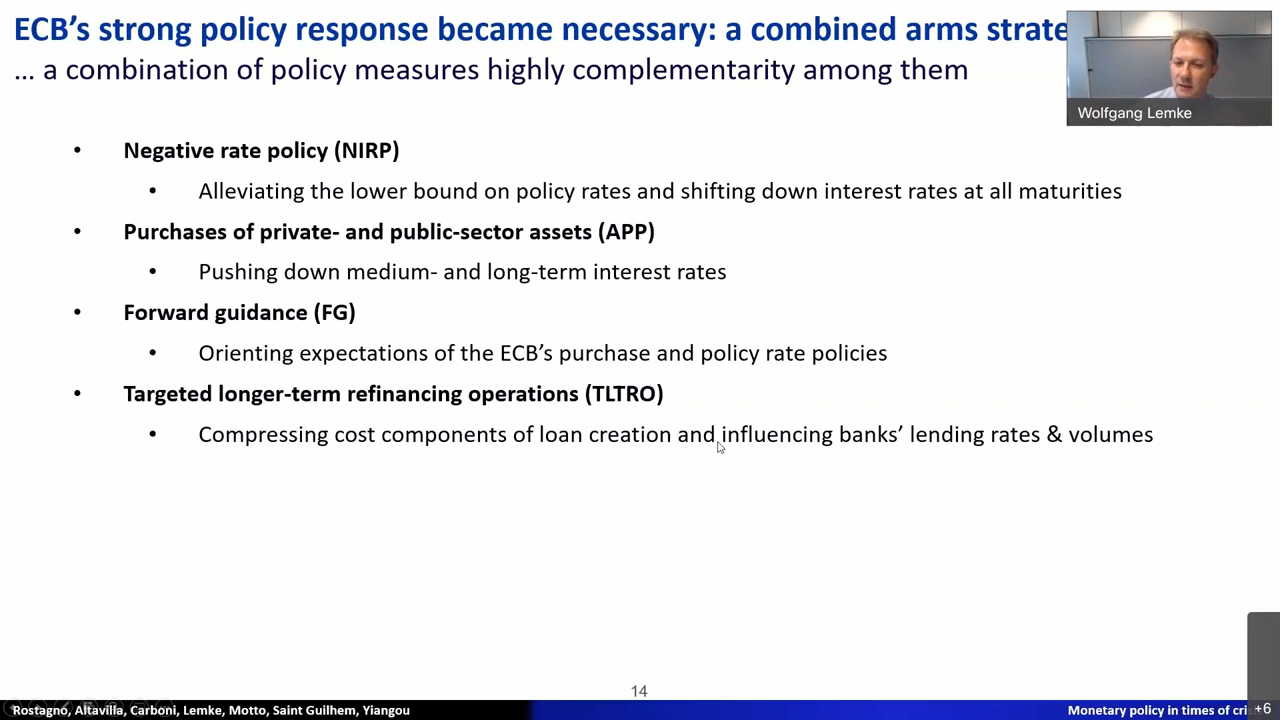 ECB’s strong policy response became necessary: a combined arms strate
... a combination of policy measures highly complementarity among them
Wolfgang Lemke
• Negative rate policy (NIRP)
• Alleviating the lower bound on policy rates and shifting down interest rates at all maturities
• Purchases of private- and public-sector assets (APP)
• Pushing down medium- and long-term interest rates
• Forward guidance (FG)
• Orienting expectations of the ECB’s purchase and policy rate policies
• Targeted longer-term refinancing operations (TLTRO)
• Compressing cost components of loan creation and influencing banks’ lending rates & volumes
14
Rostagno, Altavilla, Carboni, Lemke, Motto, Saint Guilhem, Yiangou
Monetary policy in times of cri
+6